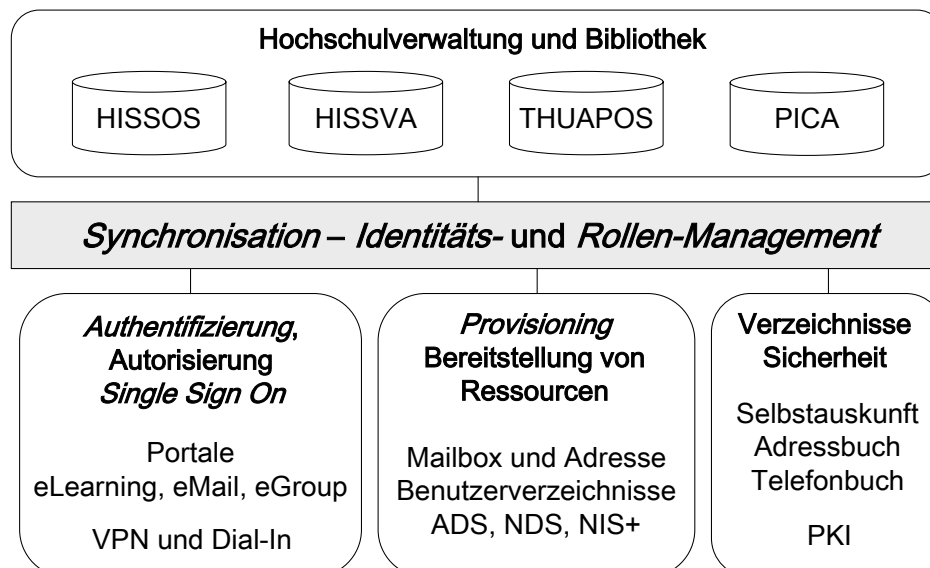 Hochschulverwaltung und Bibliothek
HISSOS
HISSVA
THUAPOS
PICA
Synchronisation – Identitäts- und Rollen-Management
Authentifizierung,
Autorisierung
Single Sign On
Portale
eLearning, eMail, eGroup
VPN und Dial-In
Provisioning
Bereitstellung von
Ressourcen
Mailbox und Adresse
Benutzerverzeichnisse
ADS, NDS, NIS+
Verzeichnisse
Sicherheit
Selbstauskunft
Adressbuch
Telefonbuch
PKI